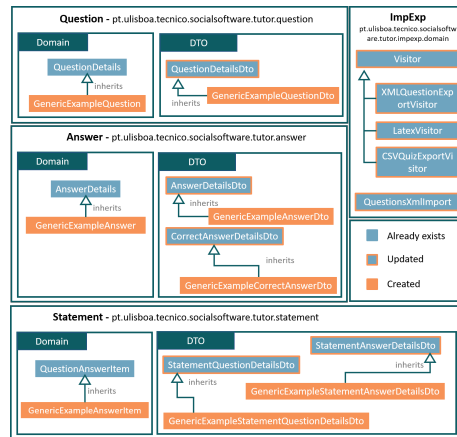 Question - pt.ulisboa.tecnico.socialsoftware.tutor.question
Domain
QuestionDetails
inherits
GenericExampleQuestion
DTO
QuestionDetailsDto
inherits
GenericExampleQuestionDto
Answer - pt.ulisboa.tecnico.socialsoftware.tutor.answer
Domain
AnswerDetails
inherits
GenericExampleAnswer
DTO
AnswerDetailsDto
inherits
GenericExampleAnswerDto
CorrectAnswerDetailsDto
inherits
GenericExampleCorrectAnswerDto
ImpExp
pt.ulisboa.tecnico.socialsoftw
are.tutor.impexp.domain
Visitor
XMLQuestionExp
ortVisitor
LatexVisitor
CSVQuizExportVi
sitor
QuestionsXmlImport
Already exists
Updated
Created
Statement - pt.ulisboa.tecnico.socialsoftware.tutor.statement
Domain
QuestionAnswerItem
inherits
GenericExampleAnswerItem
DTO
StatementQuestionDetailsDto
inherits
GenericExampleStatementQuestionDetailsDto
StatementAnswerDetailsDto
inherits
GenericExampleStatementAnswerDetailsDto